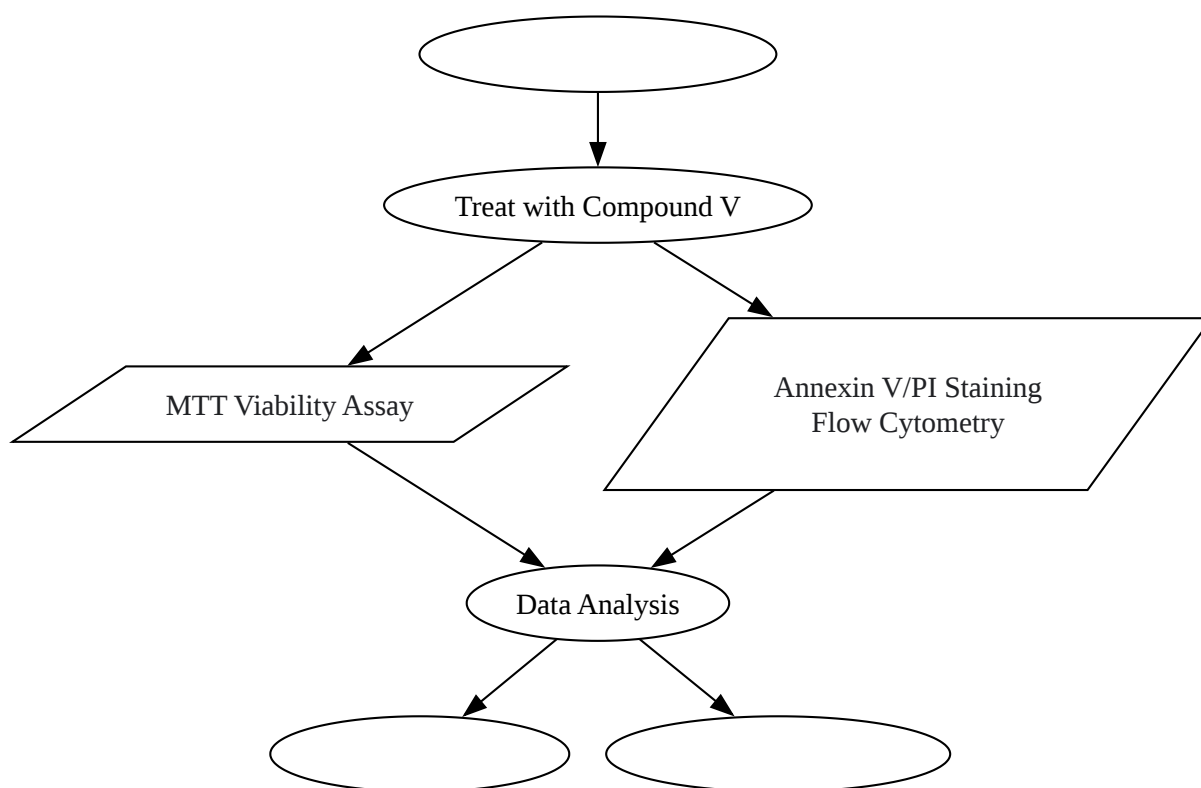 Treat with Compound V
MTT Viability Assay
Annexin V/PI Staining
Flow Cytometry
Data Analysis